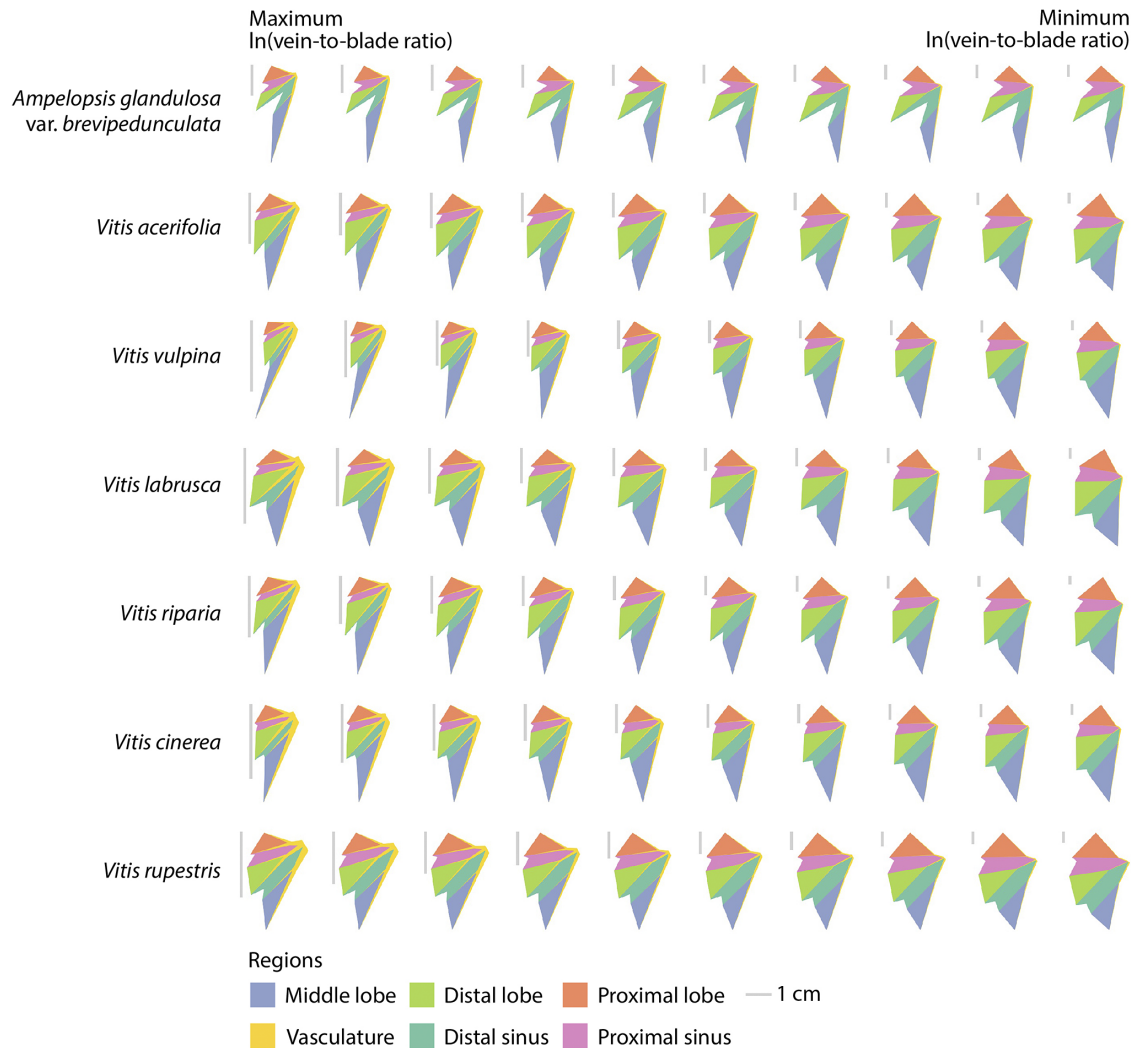 Maximum
ln(vein-to-blade ratio)
Minimum
ln(vein-to-blade ratio)
Ampelopsis glandulosa
var. brevipedunculata
Vitis acerifolia
Vitis vulpina
Vitis labrusca
Vitis riparia
Vitis cinerea
Vitis rupestris
Regions
Middle lobe
Distal lobe
Proximal lobe
1 cm
Vasculature
Distal sinus
Proximal sinus